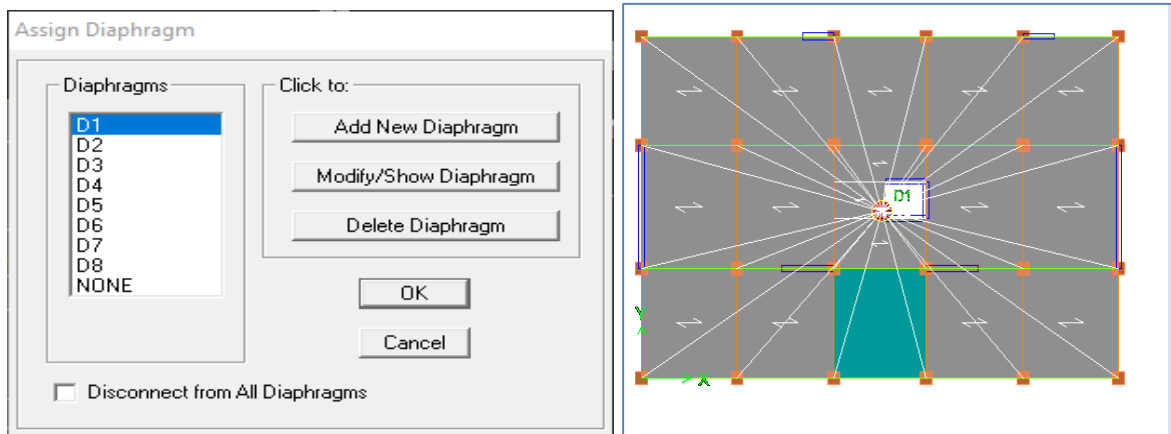 Assign Diaphragm
Diaphragms
D1
D2
D3
D4
D5
D6
D7
D8
NONE
Click to:
Add New Diaphragm
Modify/Show Diaphragm
Delete Diaphragm
OK
Cancel
Disconnect from All Diaphragms
D1
Y
X